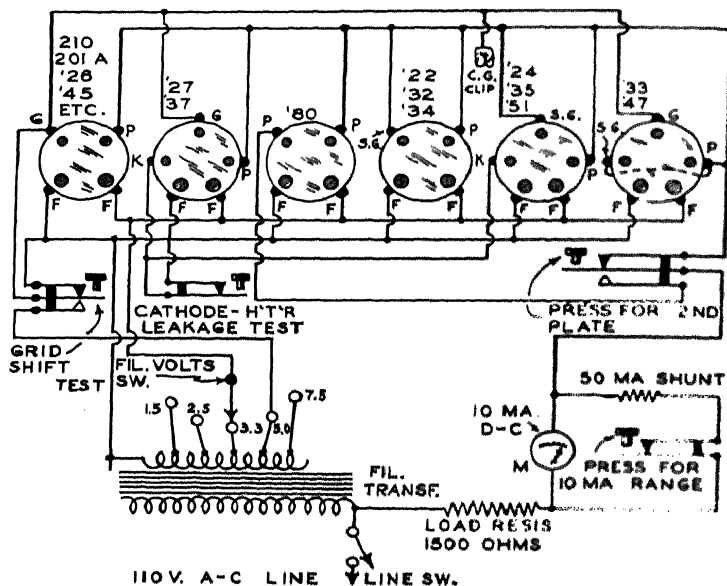 210
201A
'26
'45
ETC.
G
P
'27
'37
G
K
P
'80
P
P
'22
'32
'34
S.G.
P
C.G.
CLIP
'24
'35
'51
S.G.
K
P
'33
'47
G
S.G.
P
F
F
F
F
F
F
F
F
F
F
F
F
GRID
SHIFT
TEST
CATHODE-H'T'R
LEAKAGE TEST
PRESS FOR 2ND
PLATE
FIL. VOLTS
SW.
1.5
2.5
3.3
5.0
7.5
50 MA SHUNT
10 MA.
D-C
M
PRESS FOR
10 MA RANGE
FIL.
TRANSF.
LOAD RESIS
1500 OHMS
110 V. A-C LINE
LINE SW.